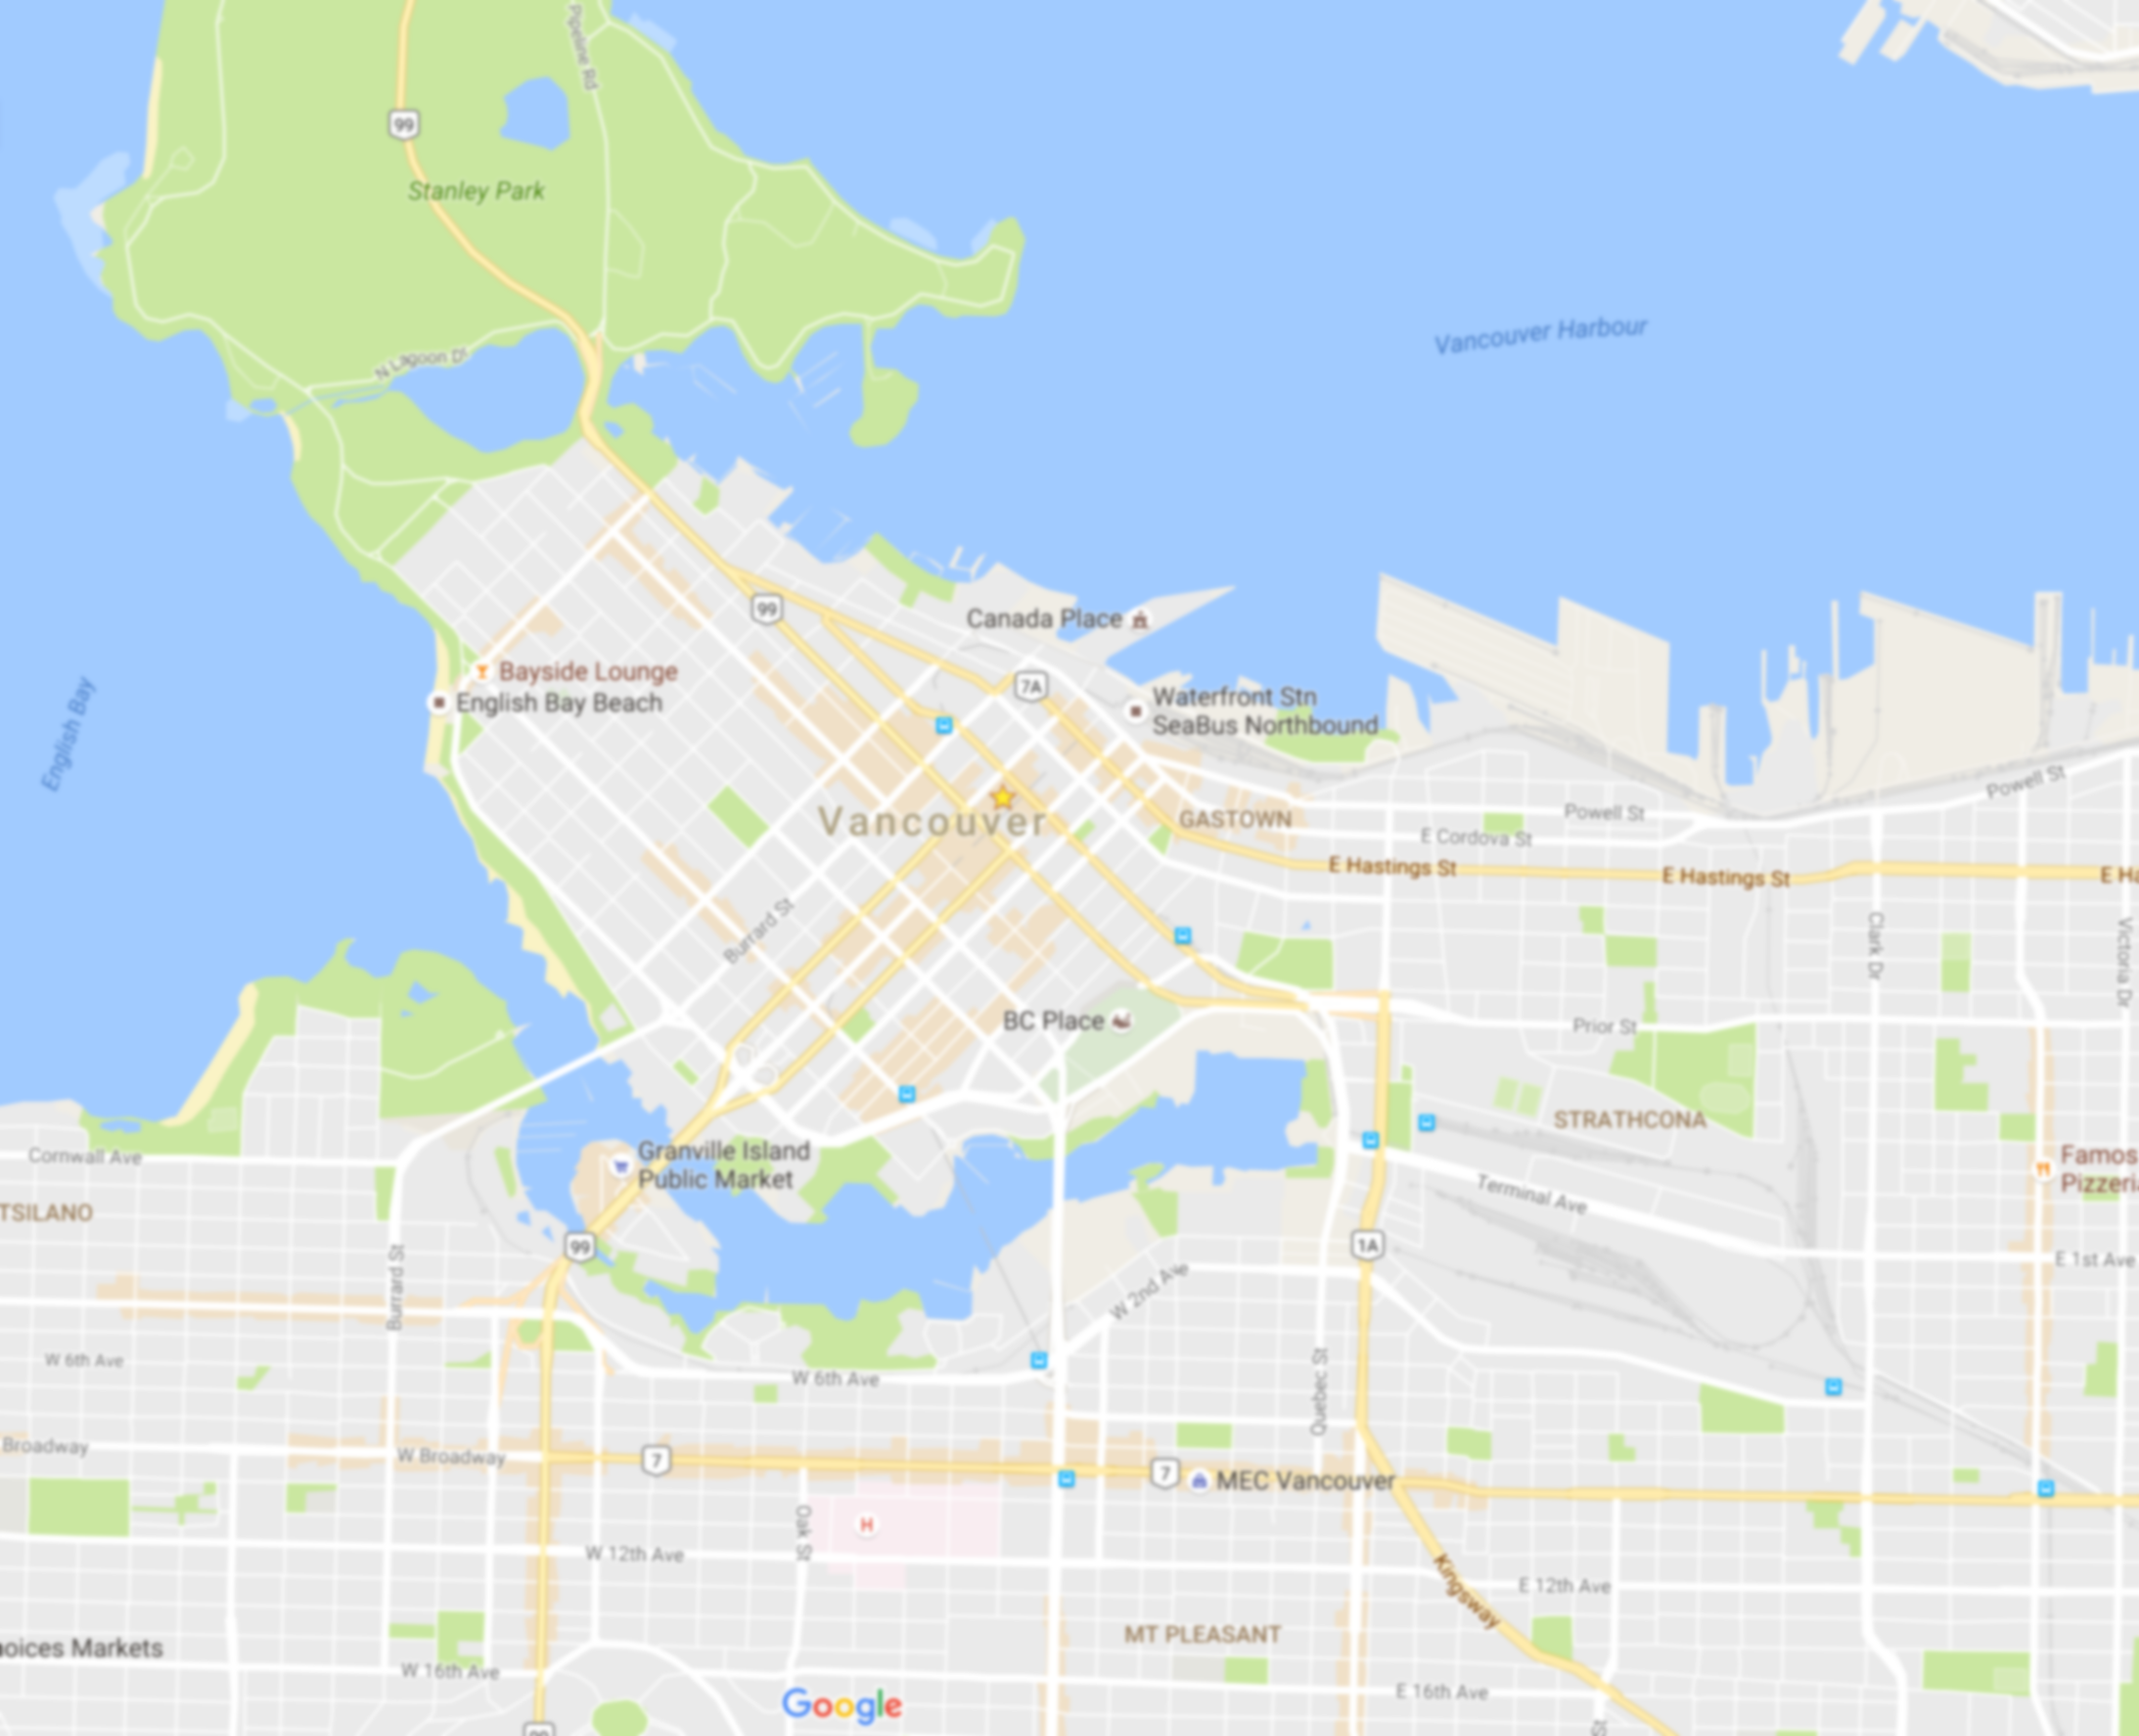 Pipeline Rd
99
Stanley Park
Vancouver Harbour
N Lagoon Dr
99
Canada Place
Bayside Lounge
7A
English Bay Beach
Waterfront Stn
SeaBus Northbound
English Bay
Powell St
Powell St
Vancouver
GASTOWN
E Cordova St
E Hastings St
E Hastings St
E Ha
Burrard St
Clark Dr
Victoria Dr
BC Place
Prior St
STRATHCONA
Cornwall Ave
Granville Island
Public Market
Famos
Pizzeri
TSILANO
Terminal Ave
99
1A
E 1st Ave
Burrard St
W 2nd Ave
W 6th Ave
W 6th Ave
Quebec St
Broadway
W Broadway
7
7
MEC Vancouver
Oak St
H
W 12th Ave
Kingsway
E 12th Ave
oices Markets
MT PLEASANT
W 16th Ave
E 16th Ave
Google